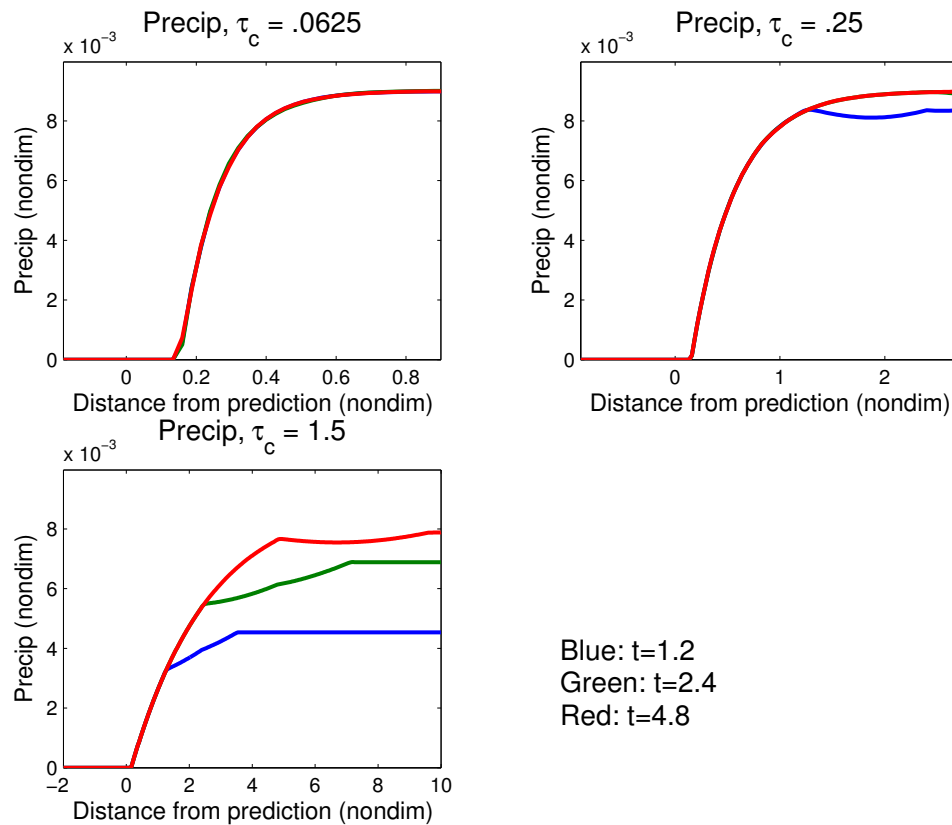 Precip, τc = .0625
x 10−3
8
6
4
2
0
0 0.2 0.4 0.6 0.8
Precip (nondim)
Distance from prediction (nondim)
Precip, τc = .25
x 10−3
8
6
4
2
0
0 1 2
Precip (nondim)
Distance from prediction (nondim)
Precip, τc = 1.5
x 10−3
8
6
4
2
0
−2 0 2 4 6 8 10
Precip (nondim)
Distance from prediction (nondim)
Blue: t=1.2
Green: t=2.4
Red: t=4.8